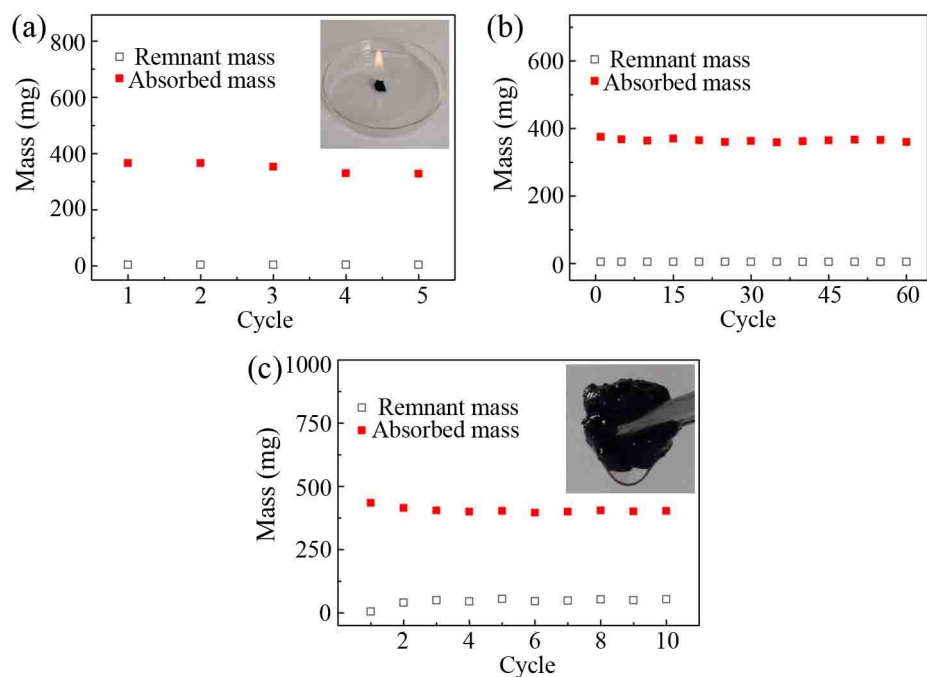 (a)
800
600
400
200
0
Mass (mg)
Remnant mass
Absorbed mass
1 2 3 4 5
Cycle
(b)
600
400
200
0
Mass (mg)
Remnant mass
Absorbed mass
0 15 30 45 60
Cycle
(c)
1000
750
500
250
0
Mass (mg)
Remnant mass
Absorbed mass
2 4 6 8 10
Cycle